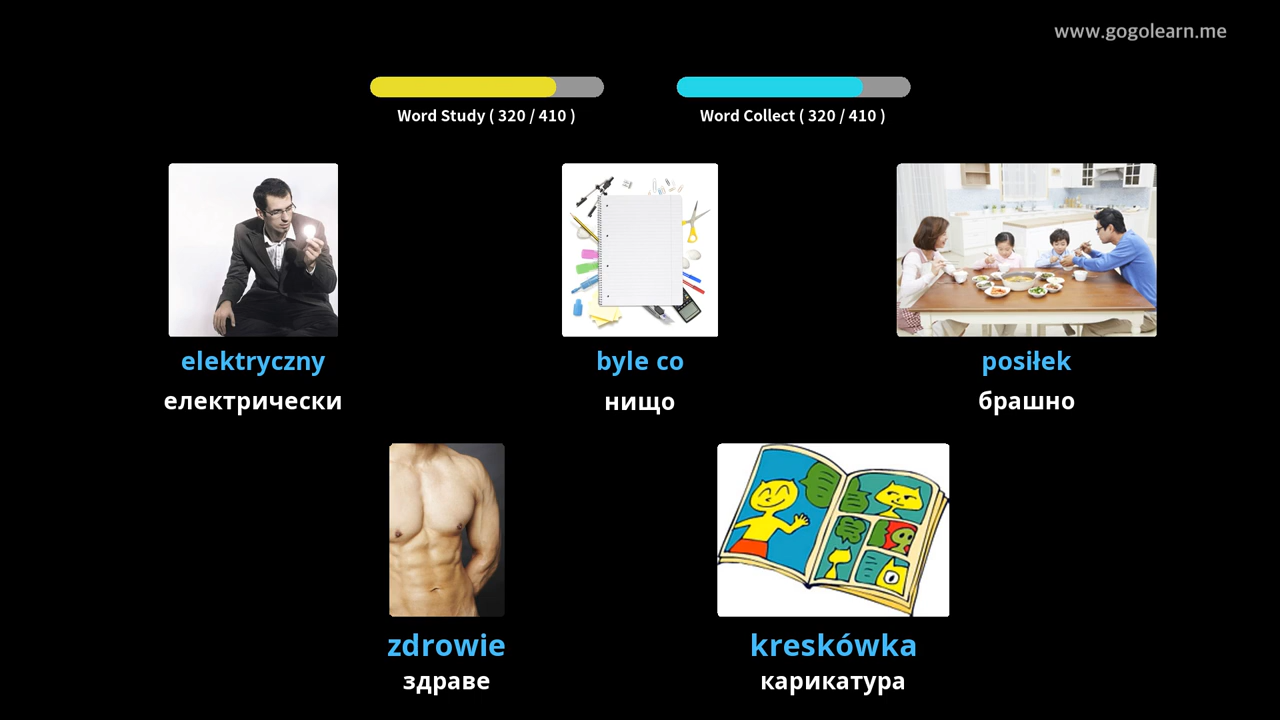 www.gogolearn.me
Word Study ( 320 / 410 )
Word Collect ( 320 / 410 )
elektryczny
byle co
posiłek
електрически
нищо
брашно
zdrowie
kreskówka
здраве
карикатура